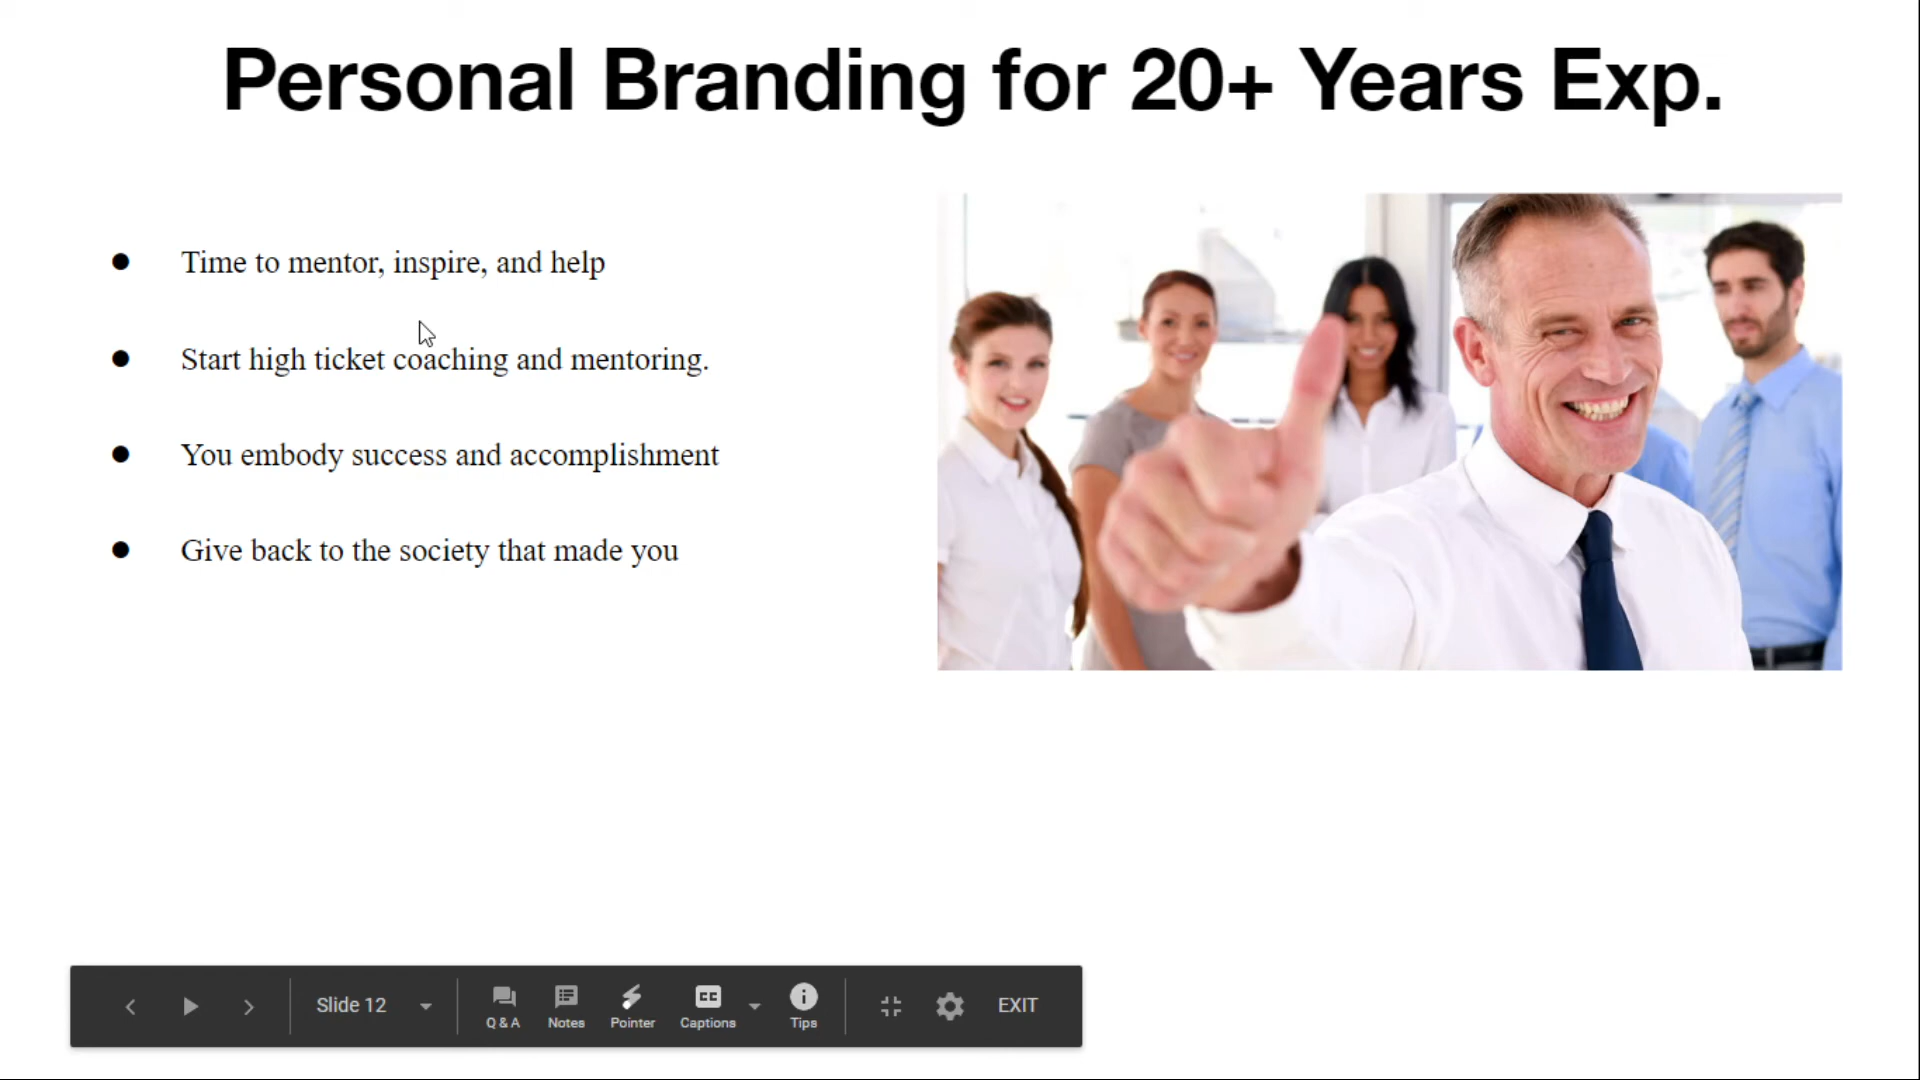 Personal Branding for 20+ Years Exp.
● Time to mentor, inspire, and help
● Start high ticket coaching and mentoring.
● You embody success and accomplishment
● Give back to the society that made you
Slide 12
Q & A
Notes
Pointer
CC
Captions
Tips
EXIT